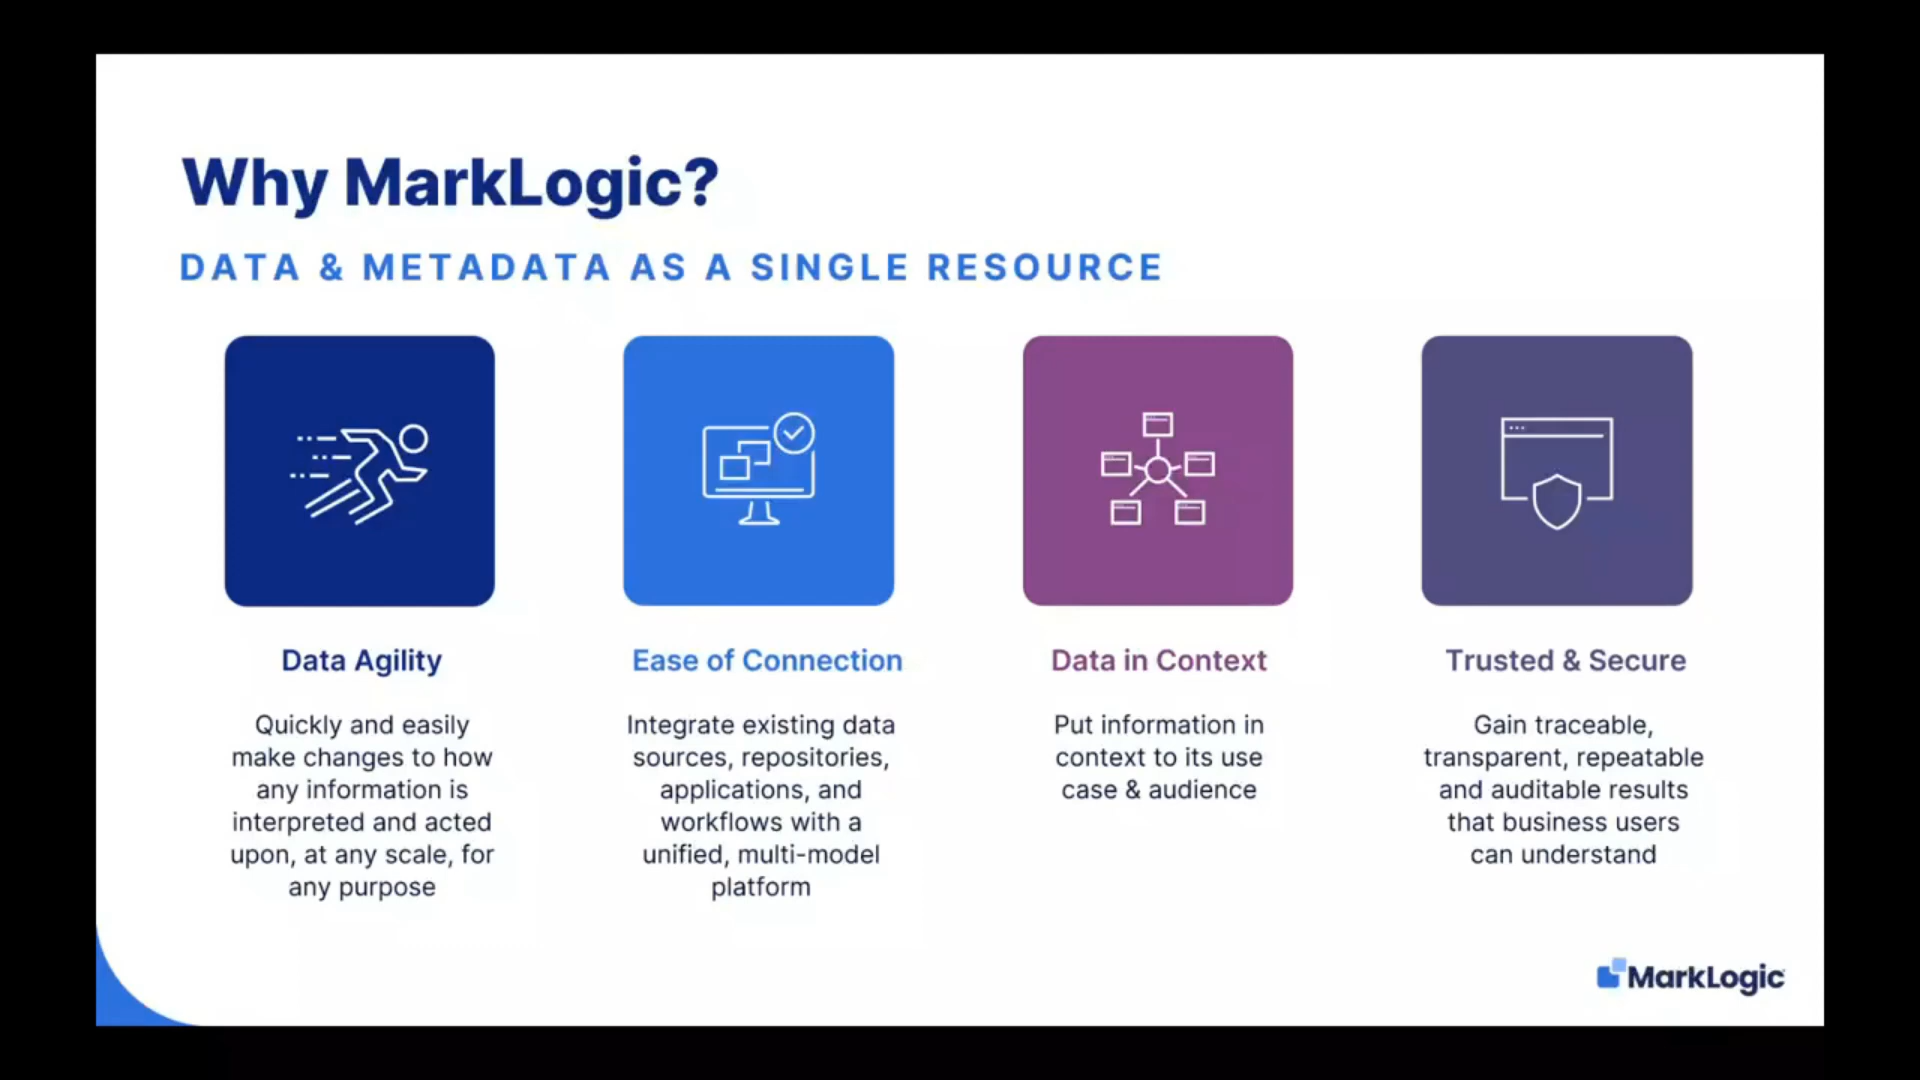 Why MarkLogic?
DATA & METADATA AS A SINGLE RESOURCE
Data Agility
Quickly and easily
make changes to how
any information is
interpreted and acted
upon, at any scale, for
any purpose
Ease of Connection
Integrate existing data
sources, repositories,
applications, and
workflows with a
unified, multi-model
platform
Data in Context
Put information in
context to its use
case & audience
Trusted & Secure
Gain traceable,
transparent, repeatable
and auditable results
that business users
can understand
MarkLogic